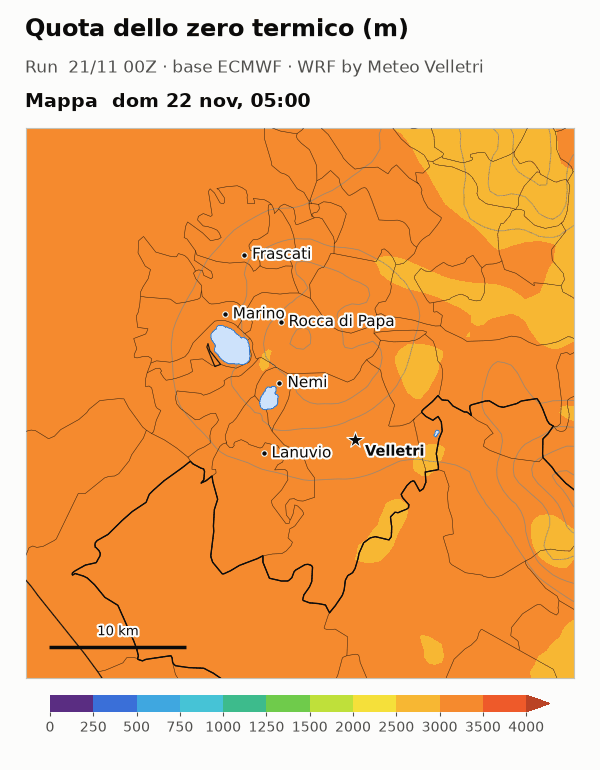 Quota dello zero termico (m)
Run  21/11 00Z · base ECMWF · WRF by Meteo Velletri
Mappa  dom 22 nov, 05:00
Frascati
Marino
Rocca di Papa
Nemi
Velletri
Lanuvio
10 km
0 250 500 750 1000 1250 1500 2000 2500 3000 3500 4000